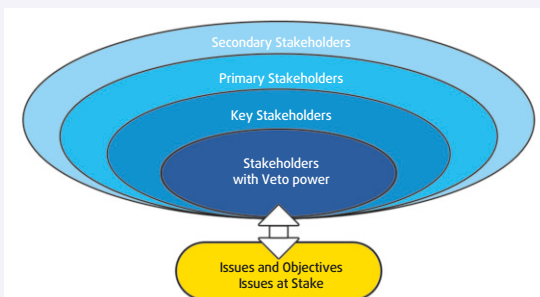 Secondary Stakeholders
Primary Stakeholders
Key Stakeholders
Stakeholders
with Veto power
Issues and Objectives
Issues at Stake